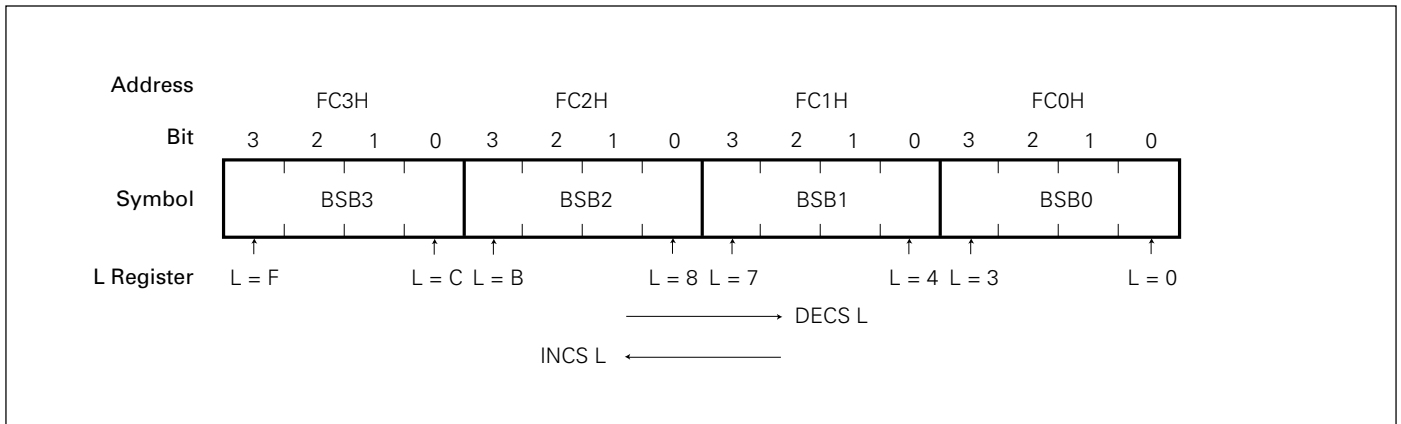 Address
FC3H FC2H FC1H FC0H
Bit 3 2 1 0 3 2 1 0 3 2 1 0 3 2 1 0
Symbol BSB3 BSB2 BSB1 BSB0
L Register L = F L = C L = B L = 8 L = 7 L = 4 L = 3 L = 0
DECS L
INCS L